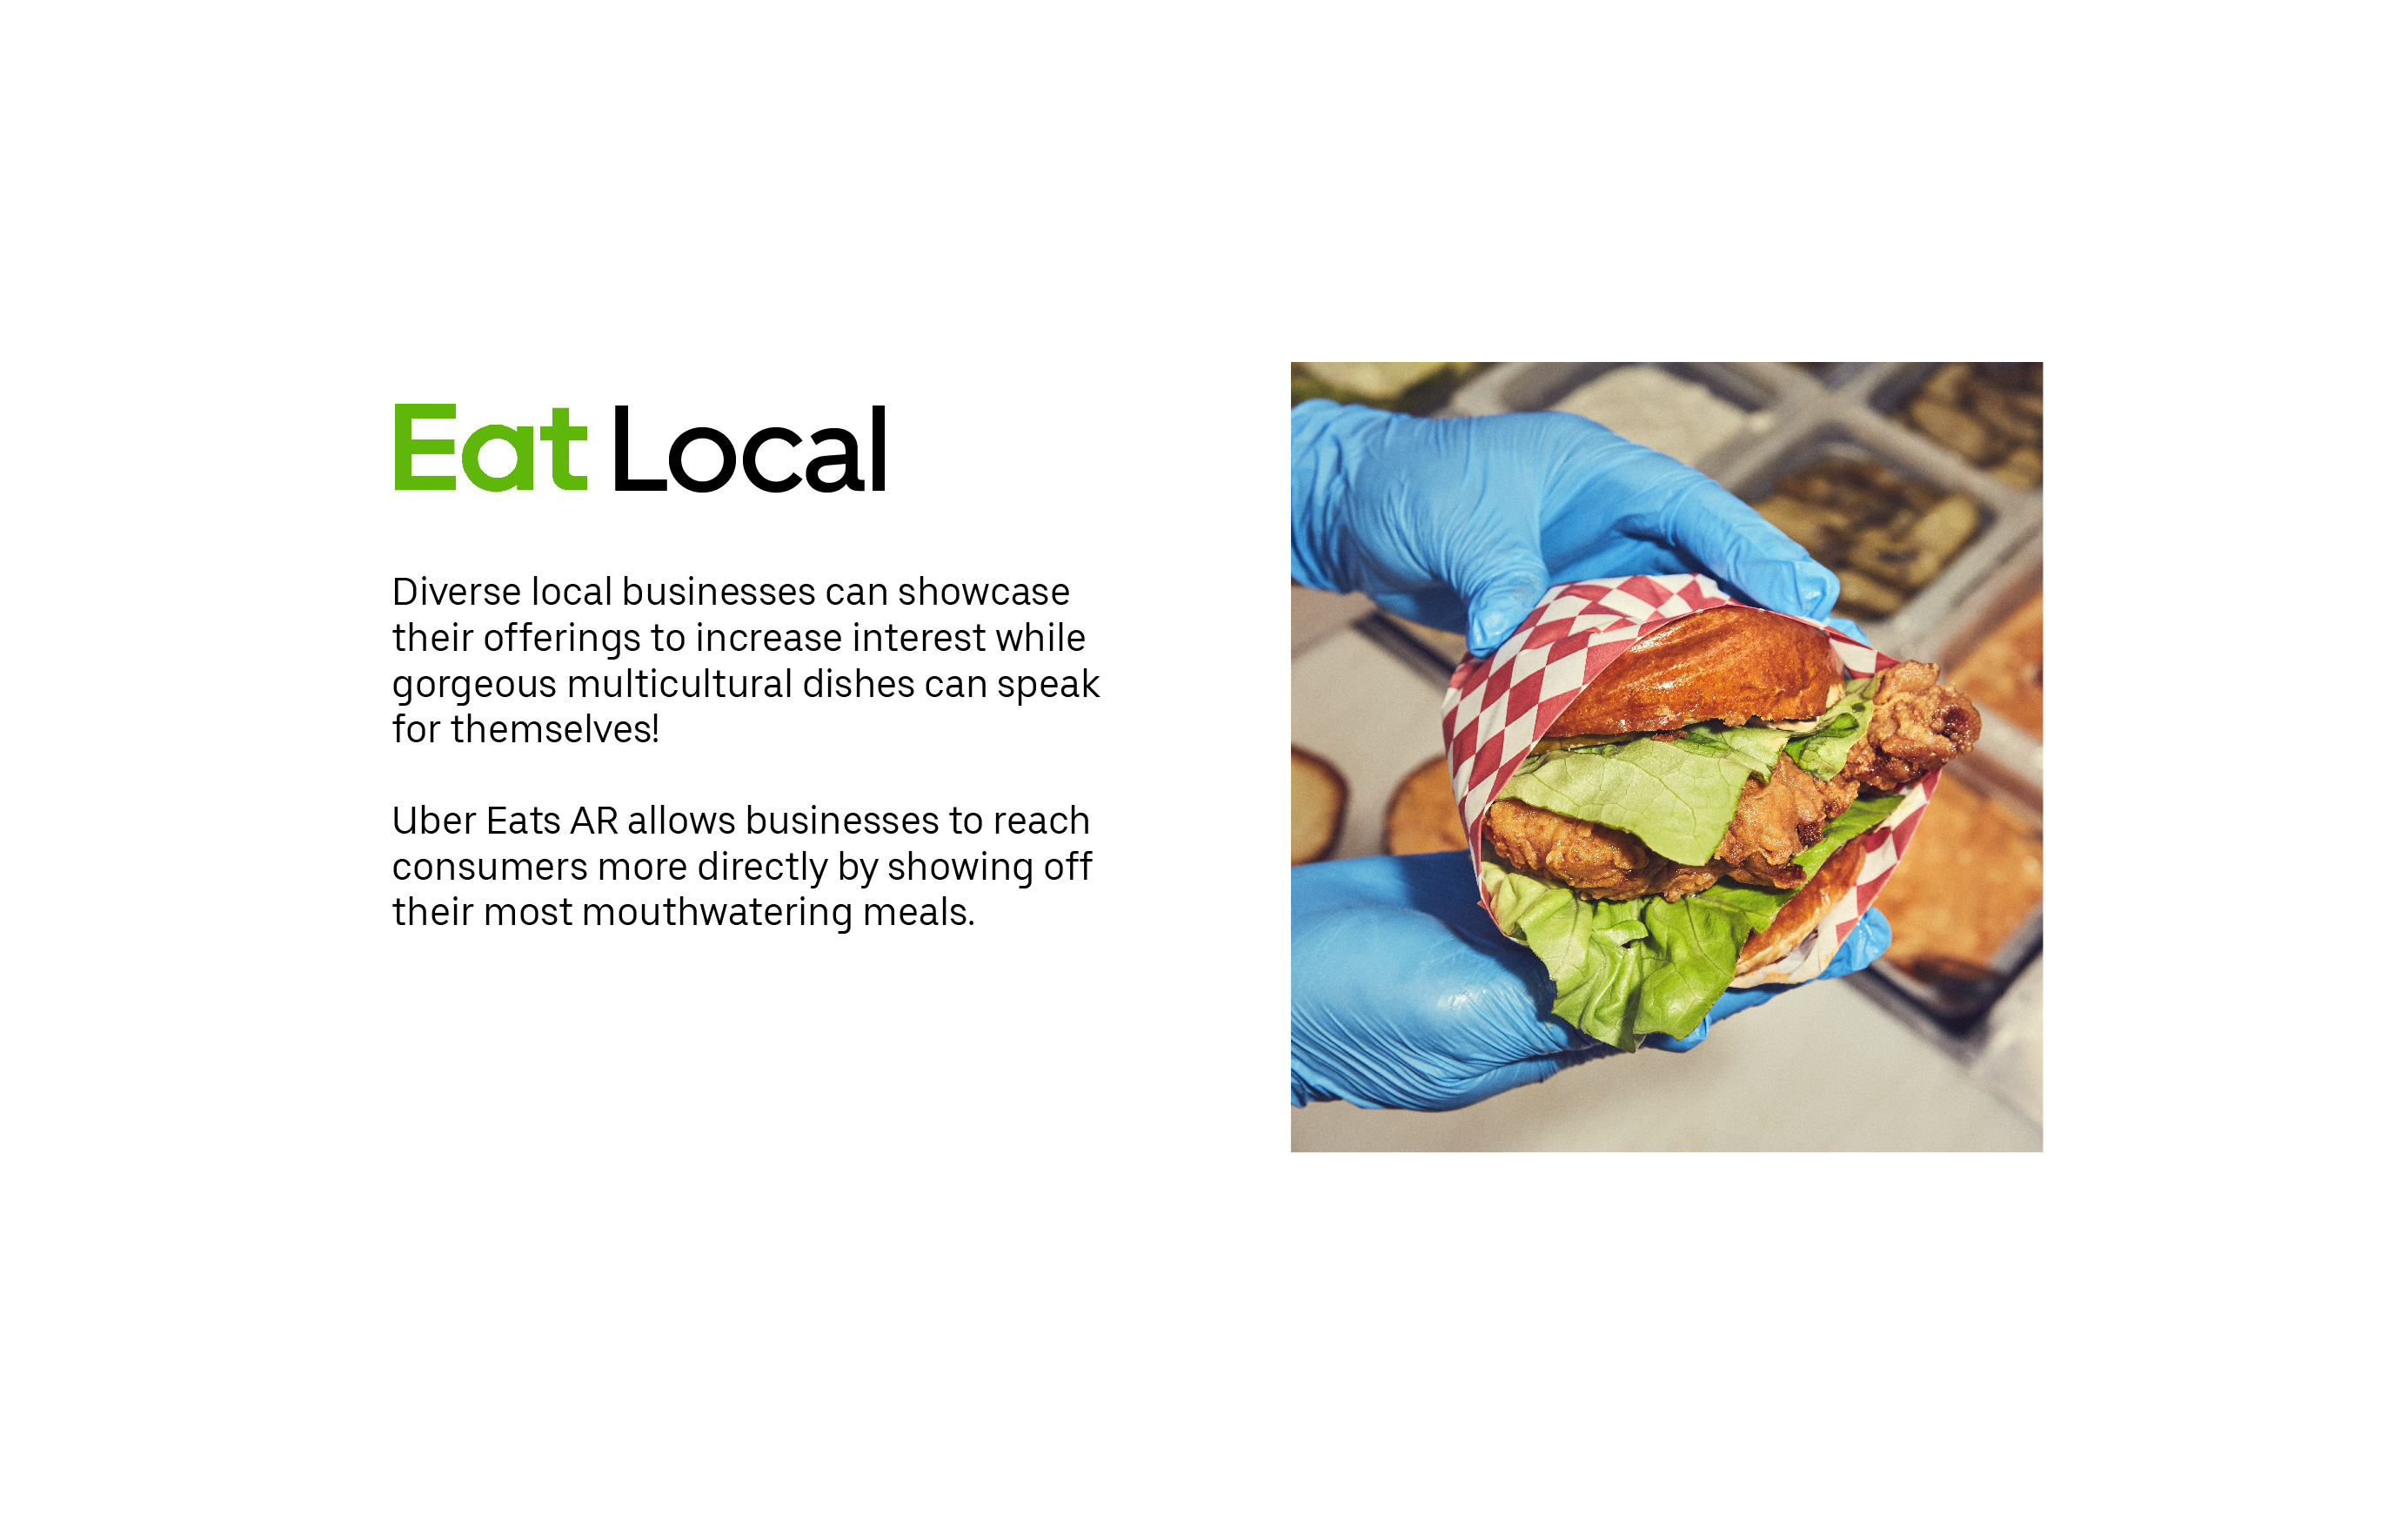 Eat Local
Diverse local businesses can showcase
their offerings to increase interest while
gorgeous multicultural dishes can speak
for themselves!
Uber Eats AR allows businesses to reach
consumers more directly by showing off
their most mouthwatering meals.